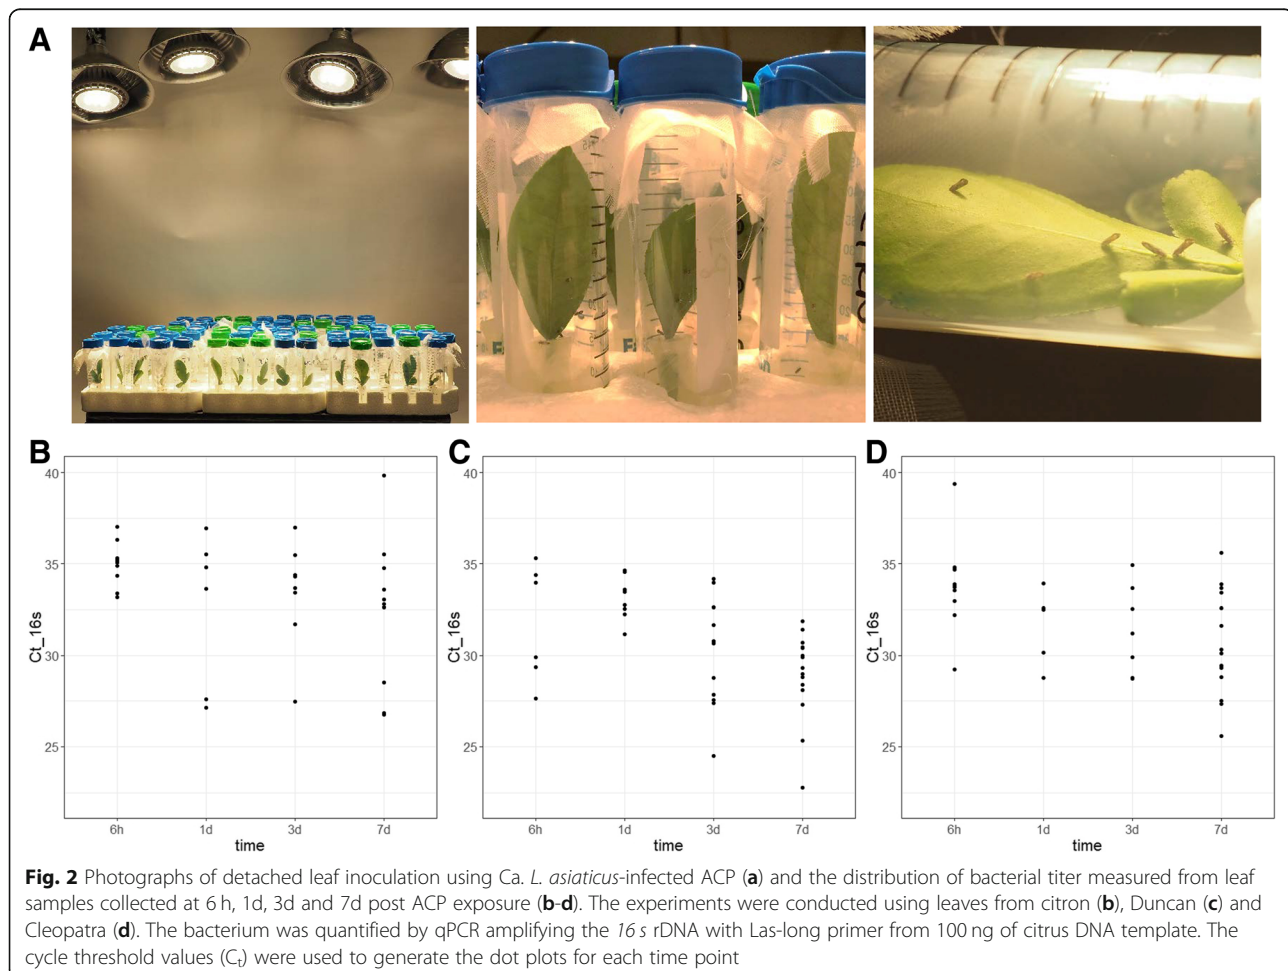 A
B
40
35
30
25
Ct_16s
6h 1d 3d 7d
time
C
40
35
30
25
Ct_16s
6h 1d 3d 7d
time
D
40
35
30
25
Ct_16s
6h 1d 3d 7d
time
Fig. 2 Photographs of detached leaf inoculation using Ca. L. asiaticus-infected ACP (a) and the distribution of bacterial titer measured from leaf
samples collected at 6 h, 1d, 3d and 7d post ACP exposure (b-d). The experiments were conducted using leaves from citron (b), Duncan (c) and
Cleopatra (d). The bacterium was quantified by qPCR amplifying the 16 s rDNA with Las-long primer from 100 ng of citrus DNA template. The
cycle threshold values (Ct) were used to generate the dot plots for each time point